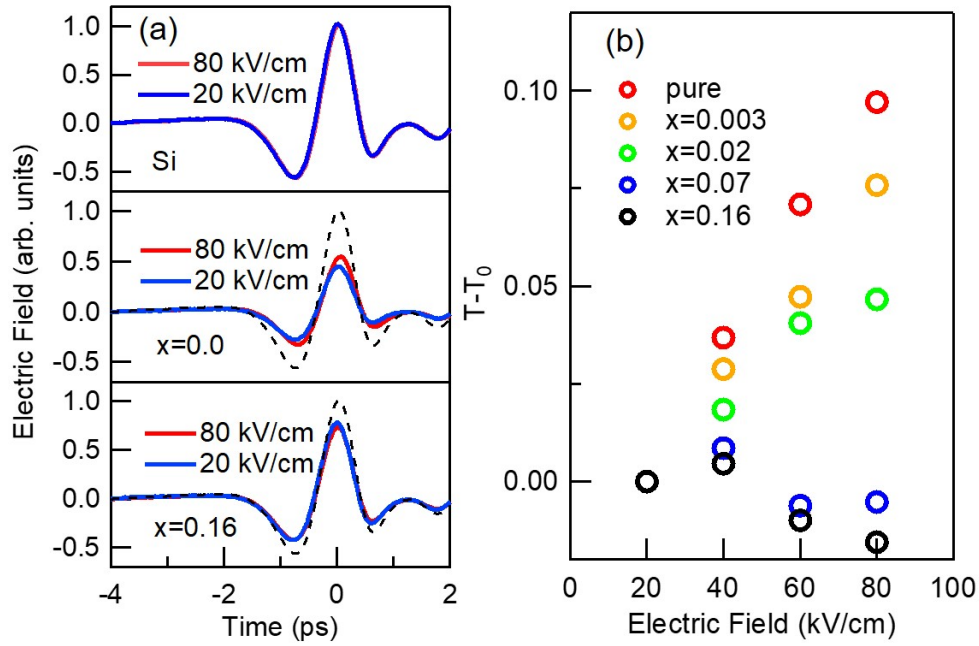 (a)
80 kV/cm
20 kV/cm
Si
1.0
0.5
0.0
-0.5
80 kV/cm
20 kV/cm
x=0.0
1.0
0.5
0.0
-0.5
80 kV/cm
20 kV/cm
x=0.16
1.0
0.5
0.0
-0.5
Electric Field (arb. units)
-4
-2
0
2
Time (ps)
(b)
pure
x=0.003
x=0.02
x=0.07
x=0.16
0.10
0.05
0.00
T-T0
0
20
40
60
80
100
Electric Field (kV/cm)